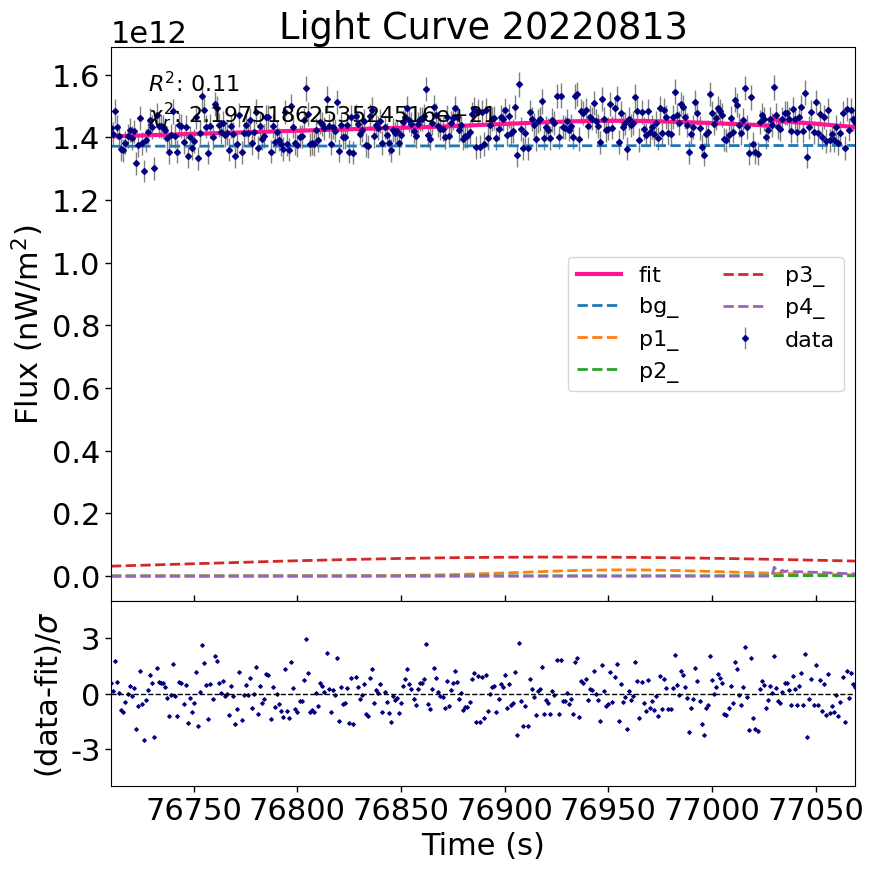 Light Curve 20220813
1e12
R²: 0.11
χ²: 2.1975186253524516e+21
1.6
1.4
1.2
1.0
0.8
0.6
0.4
0.2
0.0
Flux (nW/m²)
fit
bg_
p1_
p2_
p3_
p4_
data
3
0
-3
(data-fit)/σ
76750 76800 76850 76900 76950 77000 77050
Time (s)